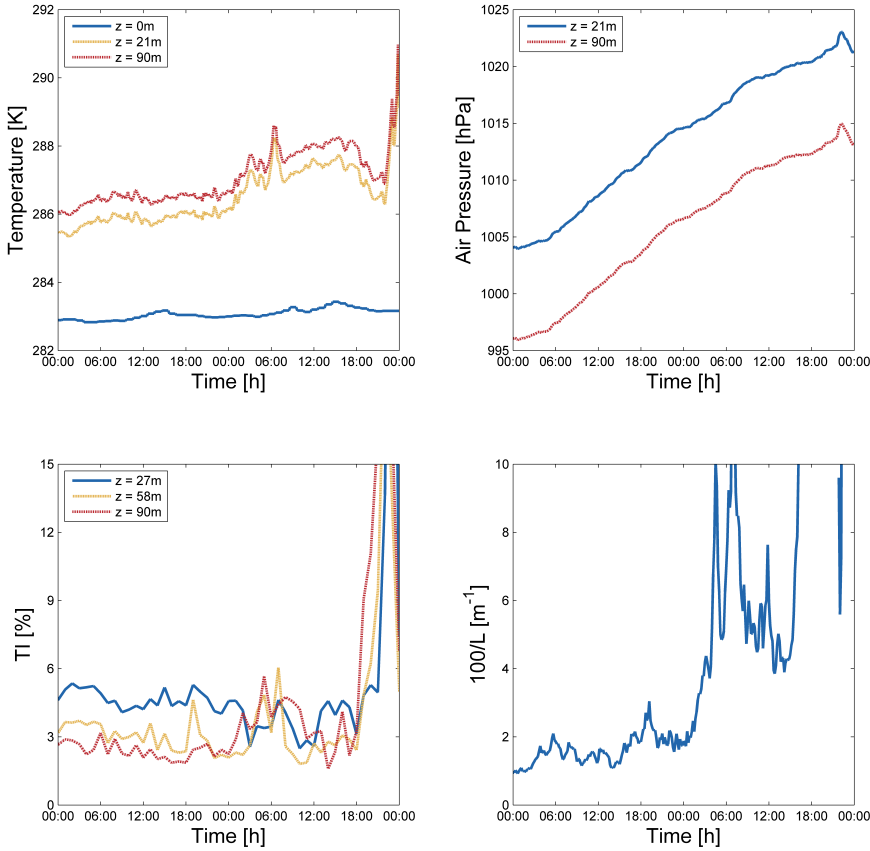 Temperature [K]
292
290
288
286
284
282
z = 0m
z = 21m
z = 90m
00:00 06:00 12:00 18:00 00:00 06:00 12:00 18:00 00:00
Time [h]
Air Pressure [hPa]
1025
1020
1015
1010
1005
1000
995
z = 21m
z = 90m
00:00 06:00 12:00 18:00 00:00 06:00 12:00 18:00 00:00
Time [h]
TI [%]
15
12
9
6
3
0
z = 27m
z = 58m
z = 90m
00:00 06:00 12:00 18:00 00:00 06:00 12:00 18:00 00:00
Time [h]
100/L [m⁻¹]
10
8
6
4
2
0
00:00 06:00 12:00 18:00 00:00 06:00 12:00 18:00 00:00
Time [h]